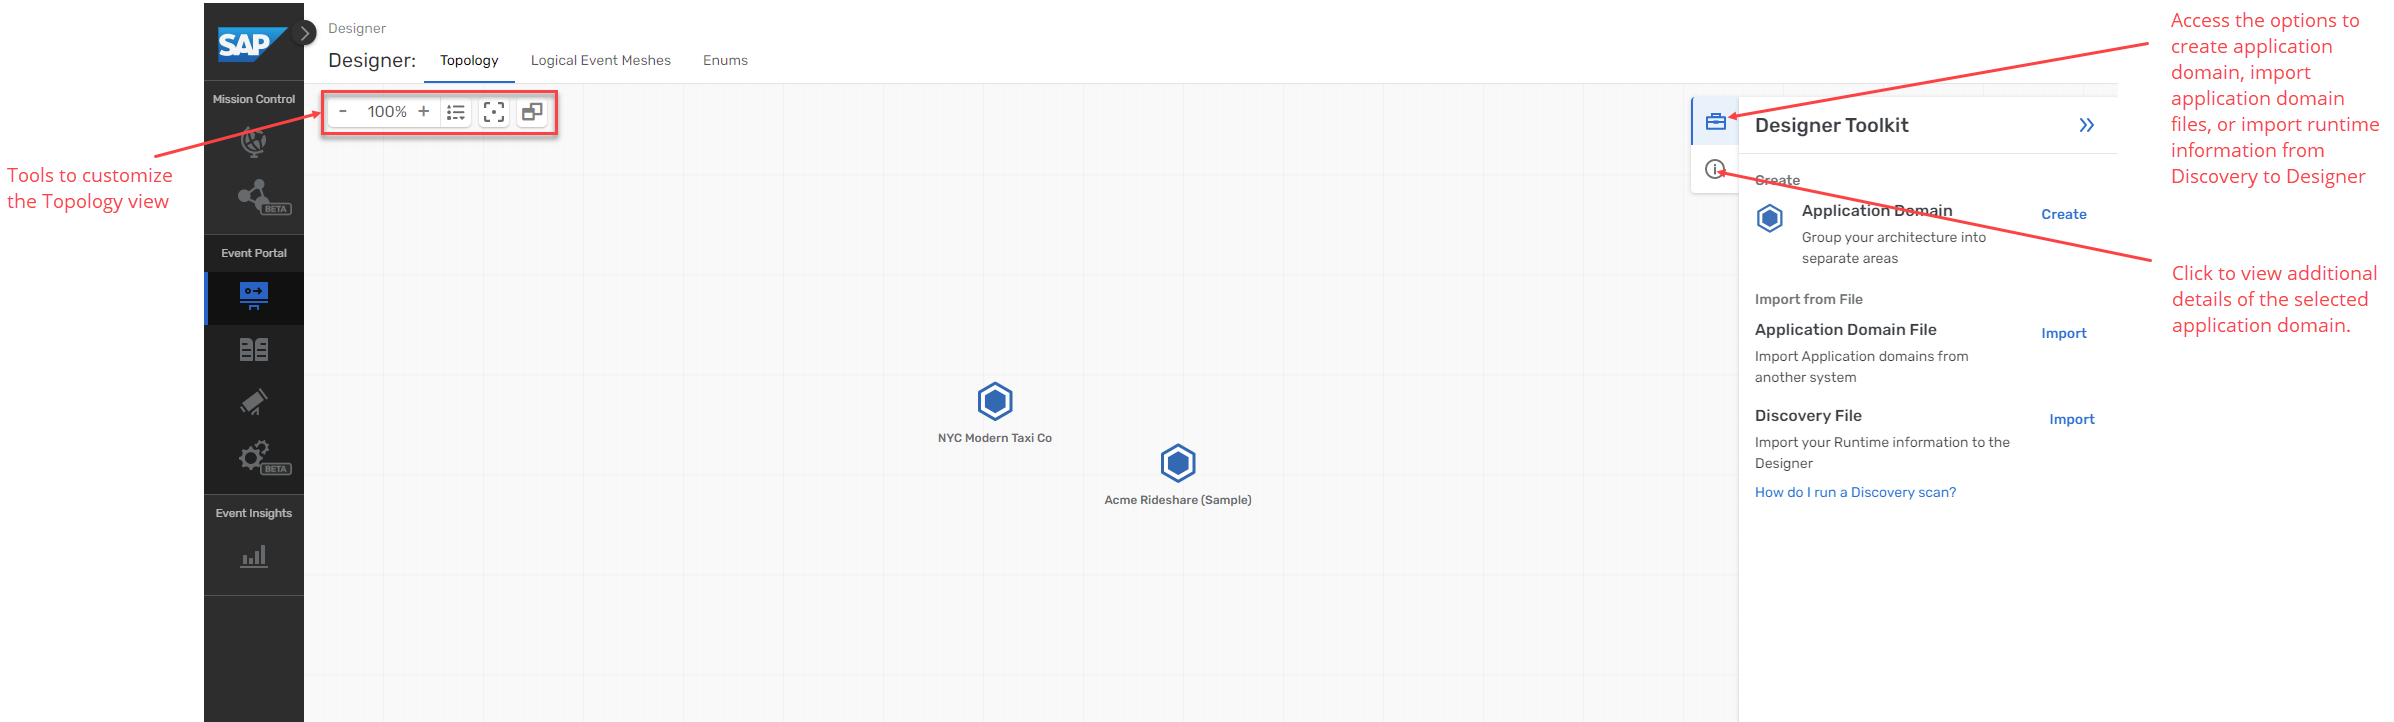 SAP
Designer
Designer:
Topology
Logical Event Meshes
Enums
Mission Control
BETA
Event Portal
BETA
Event Insights
- 100% +
Tools to customize
the Topology view
NYC Modern Taxi Co
Acme Rideshare (Sample)
Designer Toolkit
Create
Application Domain
Create
Group your architecture into
separate areas
Import from File
Application Domain File
Import
Import Application domains from
another system
Discovery File
Import
Import your Runtime information to the
Designer
How do I run a Discovery scan?
Access the options to
create application
domain, import
application domain
files, or import runtime
information from
Discovery to Designer
Click to view additional
details of the selected
application domain.